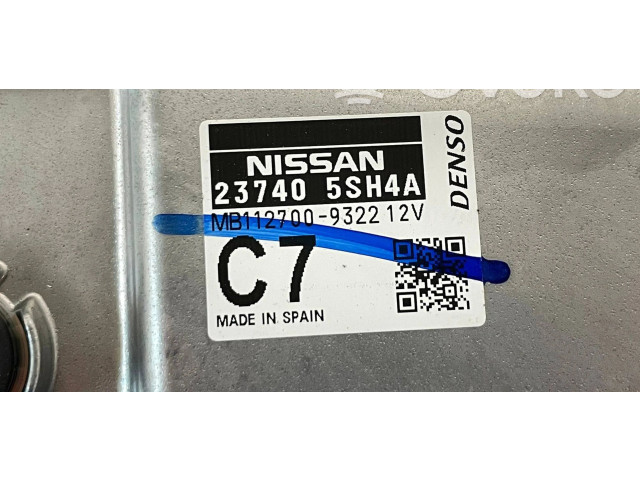 NISSAN
23740 5SH4A
MB112700-9322 12V
C7
MADE IN SPAIN
DENSO